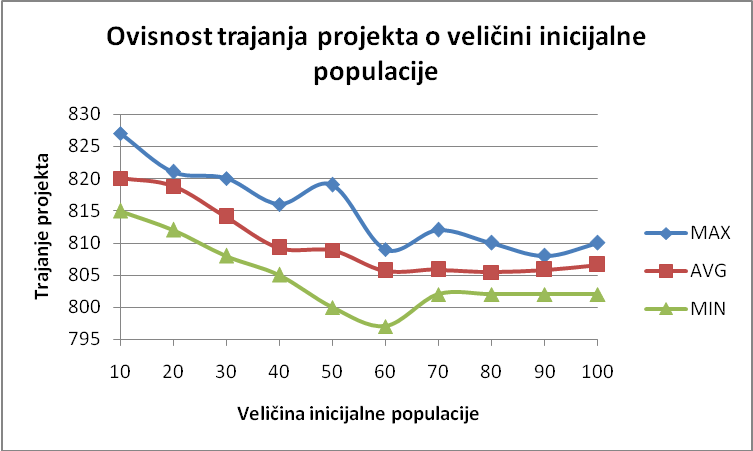 Ovisnost trajanja projekta o veličini inicijalne
populacije
830
825
820
815
810
805
800
795
Trajanje projekta
MAX
AVG
MIN
10 20 30 40 50 60 70 80 90 100
Veličina inicijalne populacije